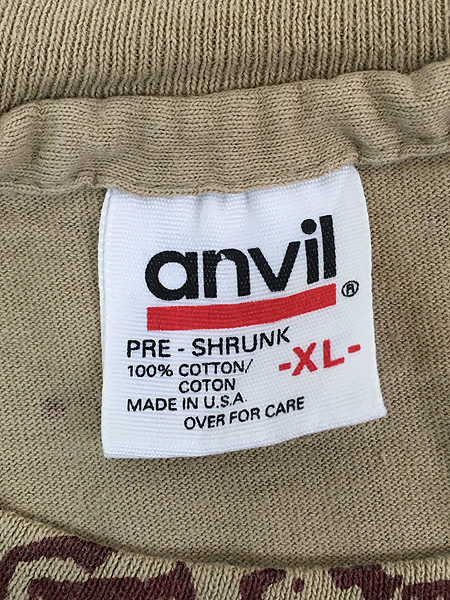 anvil®
PRE - SHRUNK
-XL-
100% COTTON/
COTON
MADE IN U.S.A.
OVER FOR CARE